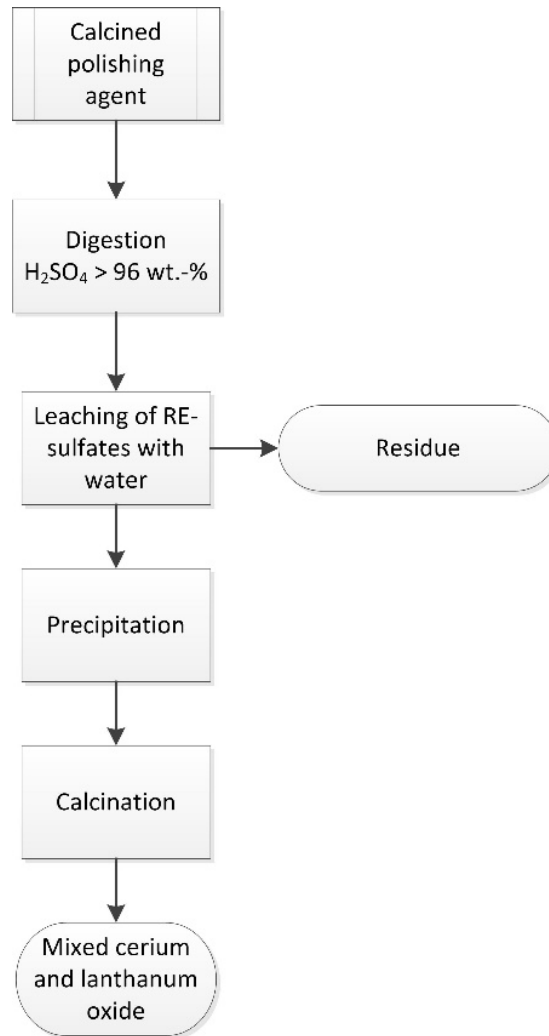 Calcined
polishing
agent
Digestion
H₂SO₄ > 96 wt.-%
Leaching of RE-
sulfates with
water
Residue
Precipitation
Calcination
Mixed cerium
and lanthanum
oxide